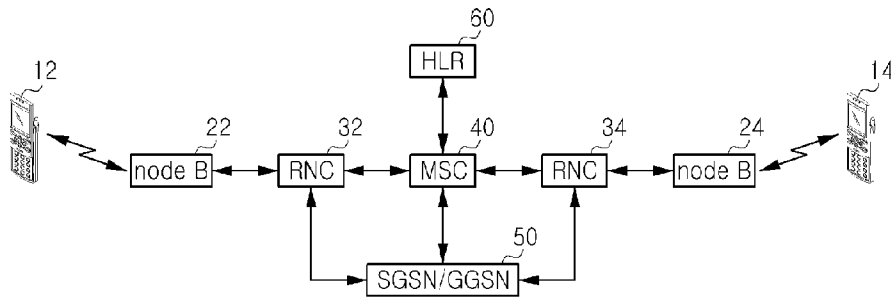 60
HLR
12
14
22
32
40
34
24
node B
RNC
MSC
RNC
node B
50
SGSN/GGSN